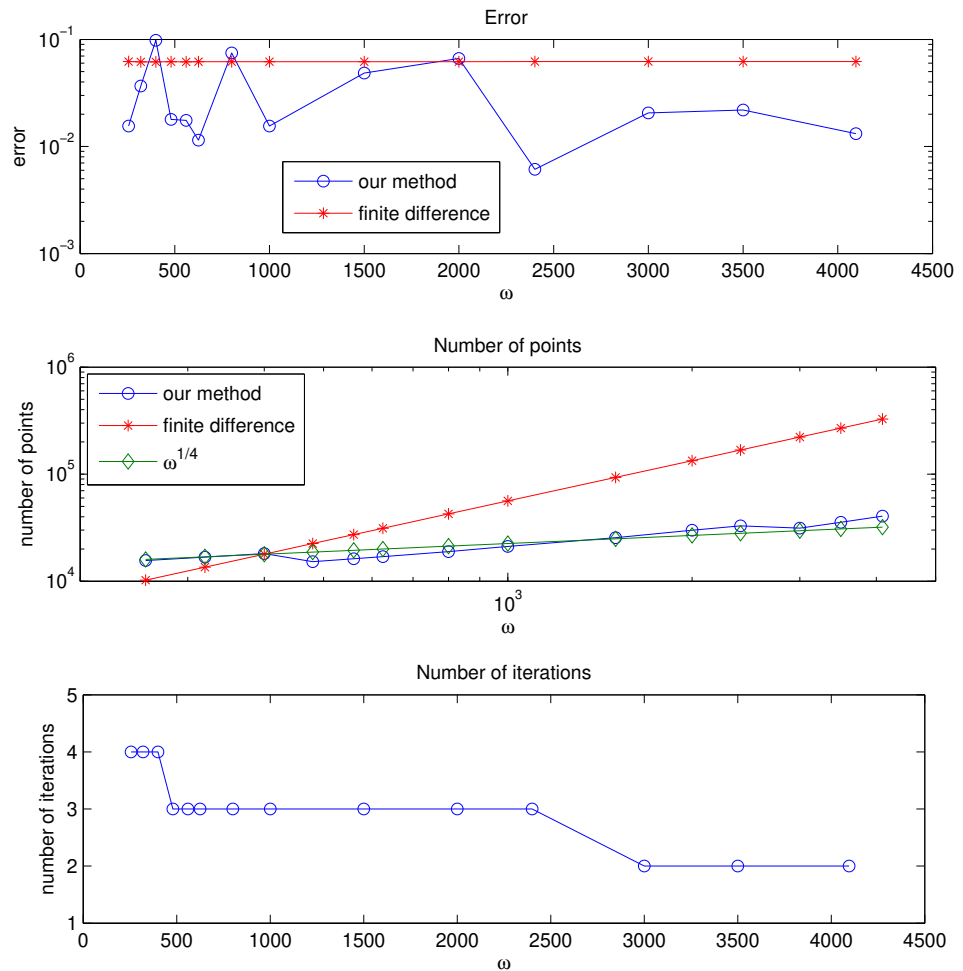 Error
10^-1
10^-2
10^-3
error
our method
finite difference
0 500 1000 1500 2000 2500 3000 3500 4000 4500
ω
Number of points
10^6
10^5
10^4
number of points
our method
finite difference
ω^1/4
10^3
ω
Number of iterations
5
4
3
2
1
number of iterations
0 500 1000 1500 2000 2500 3000 3500 4000 4500
ω